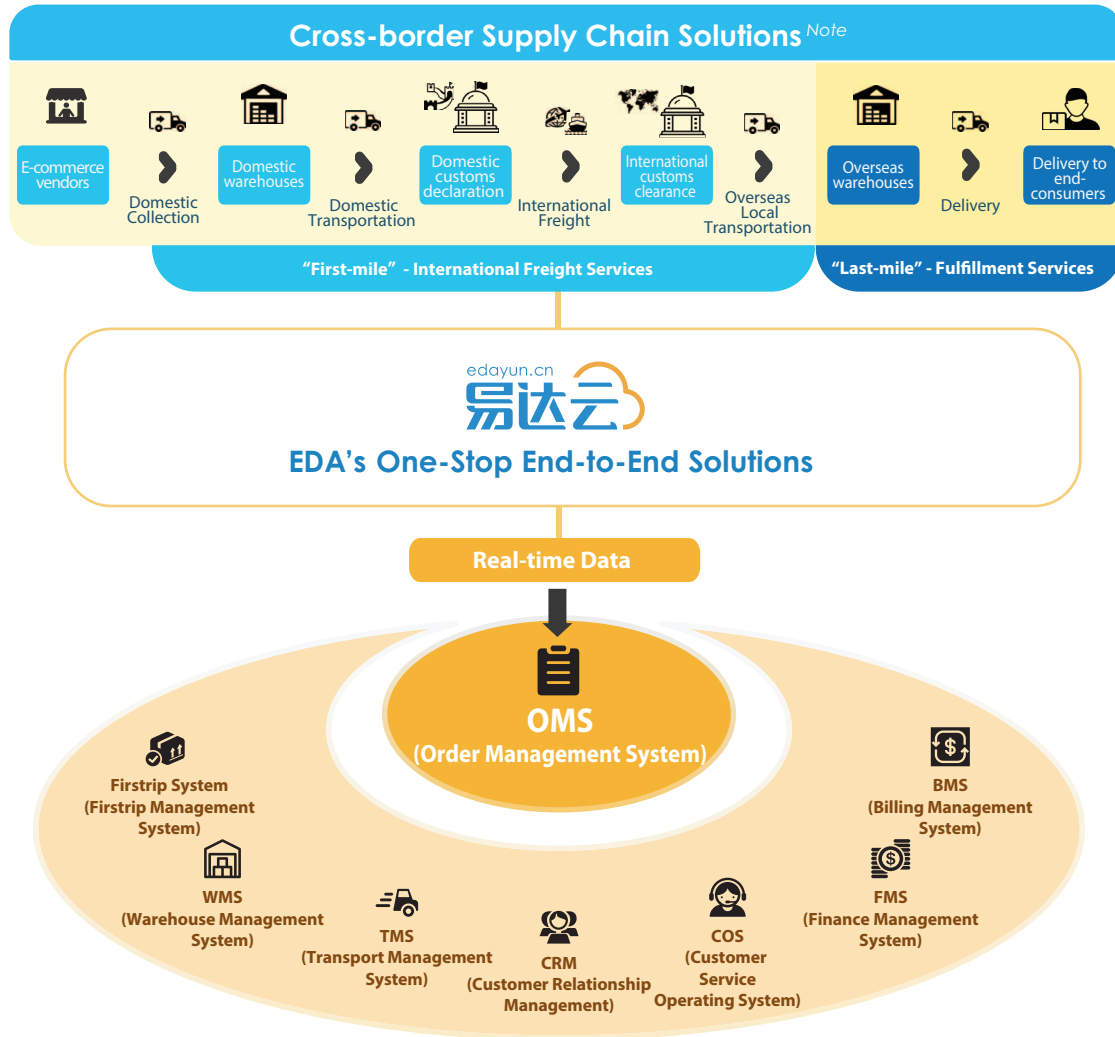 Cross-border Supply Chain Solutions Note
E-commerce
vendors
Domestic
Collection
Domestic
warehouses
Domestic
Transportation
Domestic
customs
declaration
International
Freight
International
customs
clearance
Overseas
Local
Transportation
Overseas
warehouses
Delivery
Delivery to
end-
consumers
“First-mile” - International Freight Services
“Last-mile” - Fulfillment Services
edayun.cn
易达云
EDA’s One-Stop End-to-End Solutions
Real-time Data
OMS
(Order Management System)
Firstrip System
(Firstrip Management
System)
WMS
(Warehouse Management
System)
TMS
(Transport Management
System)
CRM
(Customer Relationship
Management)
COS
(Customer
Service
Operating System)
FMS
(Finance Management
System)
BMS
(Billing Management
System)